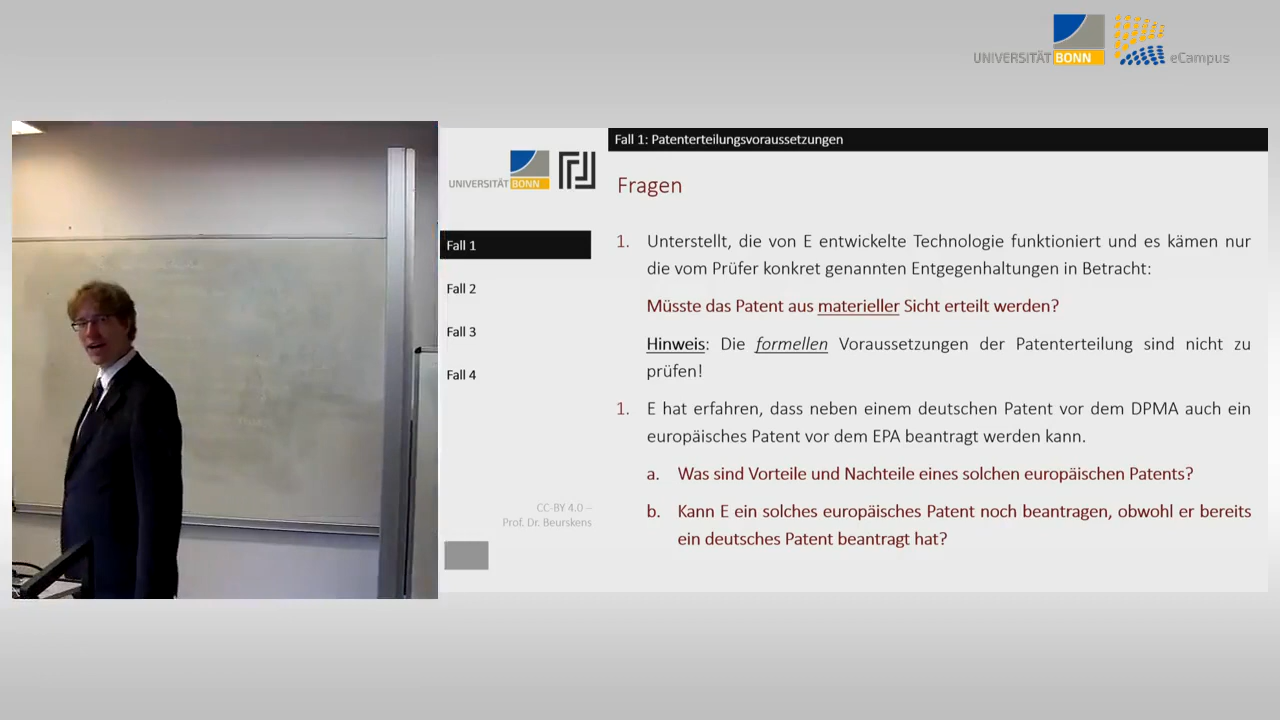 UNIVERSITÄT BONN
eCampus
Fall 1: Patenterteilungsvoraussetzungen
UNIVERSITÄT BONN
Fall 1
Fall 2
Fall 3
Fall 4
CC-BY 4.0 –
Prof. Dr. Beurskens
Fragen
1. Unterstellt, die von E entwickelte Technologie funktioniert und es kämen nur
die vom Prüfer konkret genannten Entgegenhaltungen in Betracht:
Müsste das Patent aus materieller Sicht erteilt werden?
Hinweis: Die formellen Voraussetzungen der Patenterteilung sind nicht zu
prüfen!
1. E hat erfahren, dass neben einem deutschen Patent vor dem DPMA auch ein
europäisches Patent vor dem EPA beantragt werden kann.
a. Was sind Vorteile und Nachteile eines solchen europäischen Patents?
b. Kann E ein solches europäisches Patent noch beantragen, obwohl er bereits
ein deutsches Patent beantragt hat?